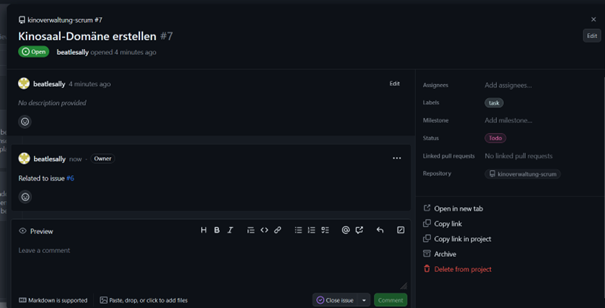 kinoverwaltung-scrum #7
Kinosaal-Domäne erstellen #7
Edit
Open
beatlesally opened 4 minutes ago
beatlesally 4 minutes ago
Edit
No description provided
beatlesally now · Owner
Related to issue #6
Preview
H B I
Leave a comment
Markdown is supported
Paste, drop, or click to add files
Close issue
Comment
Assignees Add assignees...
Labels task
Milestone Add milestone...
Status Todo
Linked pull requests No linked pull requests
Repository kinoverwaltung-scrum
Open in new tab
Copy link
Copy link in project
Archive
Delete from project